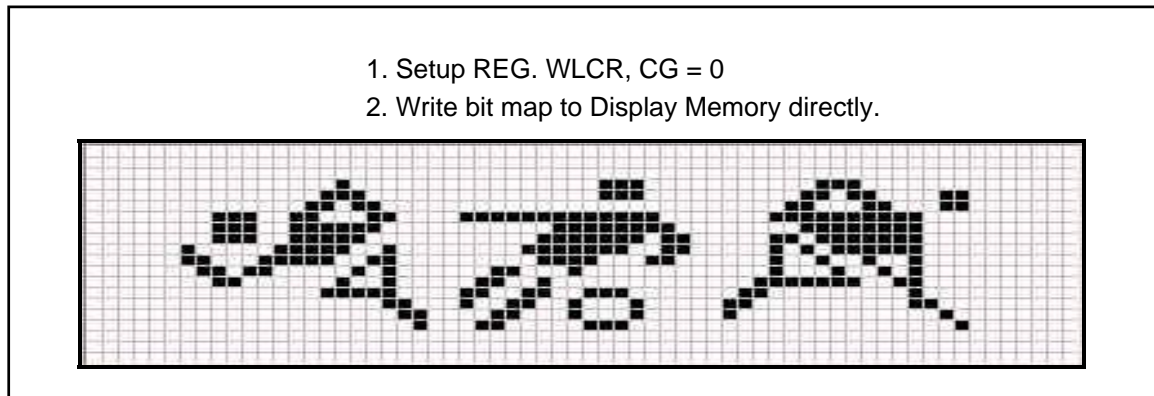 1. Setup REG. WLCR, CG = 0
2. Write bit map to Display Memory directly.